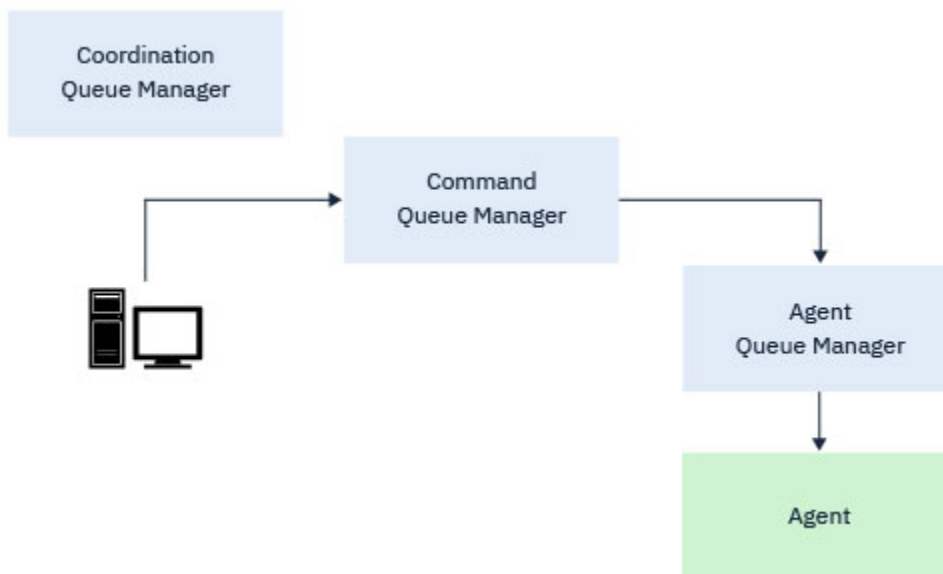 Coordination
Queue Manager
Command
Queue Manager
Agent
Queue Manager
Agent